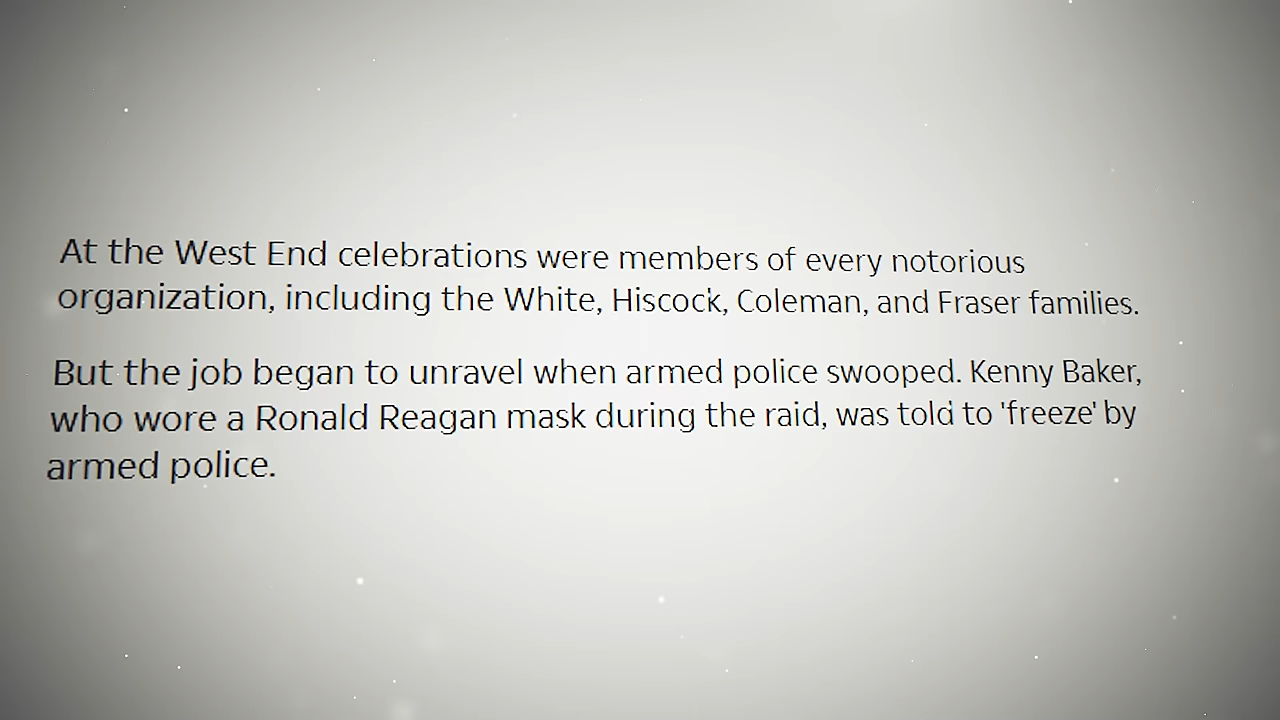 At the West End celebrations were members of every notorious
organization, including the White, Hiscock, Coleman, and Fraser families.
But the job began to unravel when armed police swooped. Kenny Baker,
who wore a Ronald Reagan mask during the raid, was told to 'freeze' by
armed police.